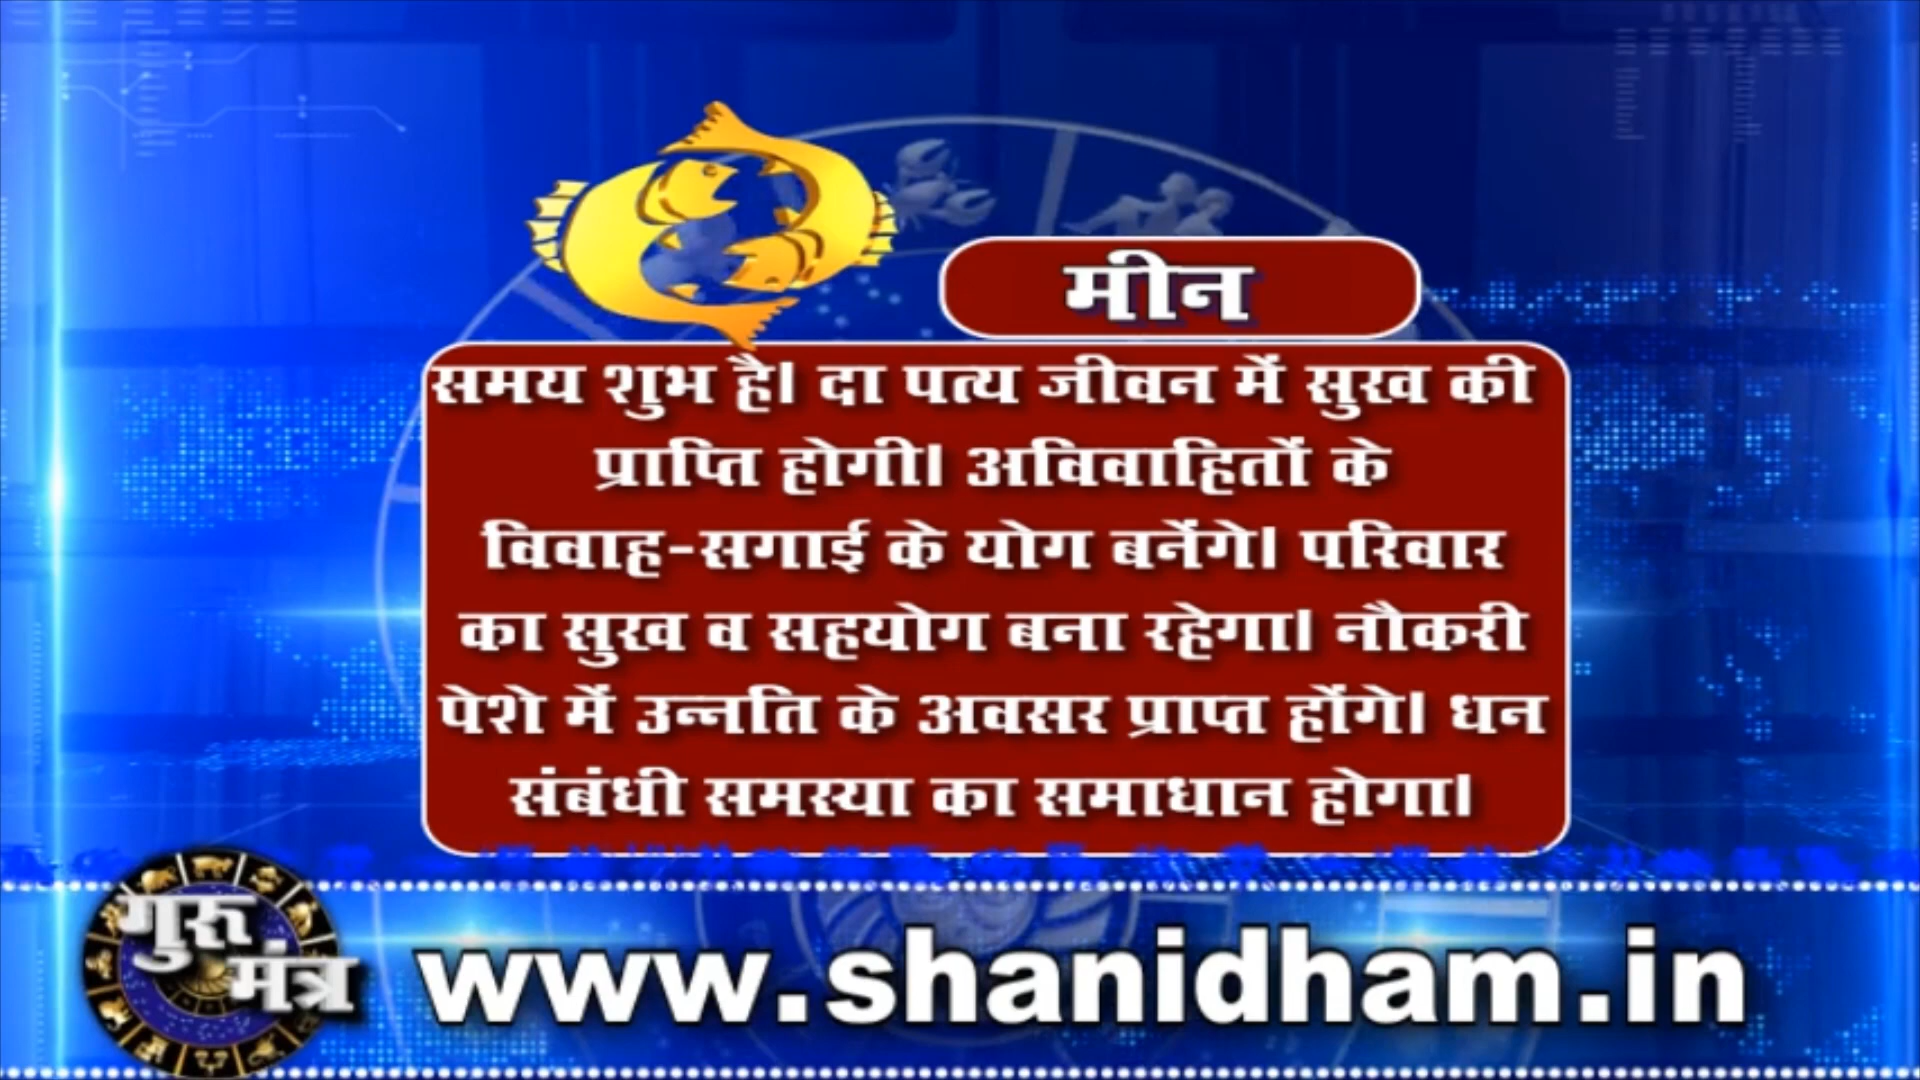 मीन
समय शुभ है। दा पत्य जीवन में सुख की
प्राप्ति होगी। अविवाहितों के
विवाह-सगाई के योग बनेंगे। परिवार
का सुख व सहयोग बना रहेगा। नौकरी
पेशे में उन्नति के अवसर प्राप्त होंगे। धन
संबंधी समस्या का समाधान होगा।
गुरू
मंत्र
www.shanidham.in